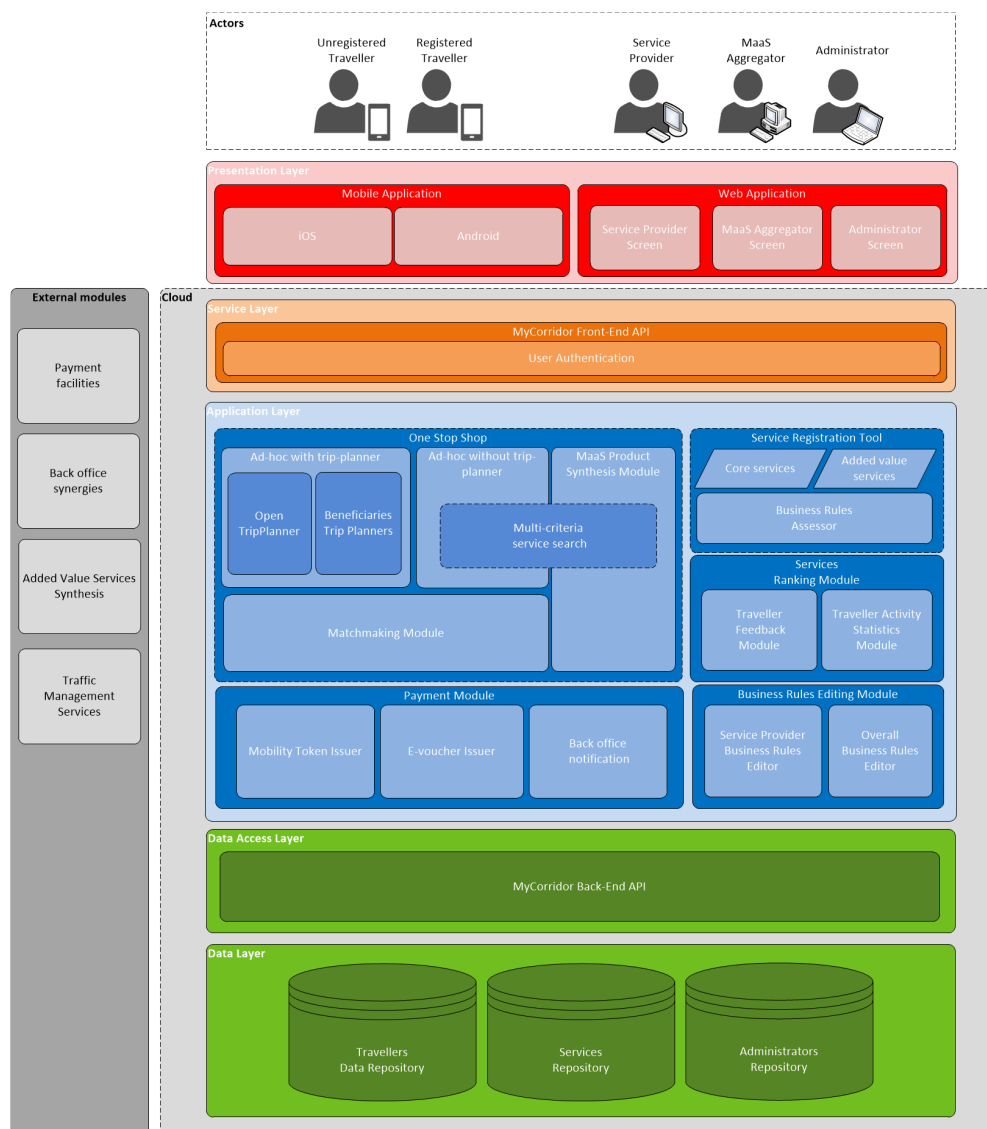 Actors
Unregistered
Traveller
Registered
Traveller
Service
Provider
MaaS
Aggregator
Administrator
Presentation Layer
Mobile Application
iOS
Android
Web Application
Service Provider
Screen
MaaS Aggregator
Screen
Administrator
Screen
External modules
Payment
facilities
Back office
synergies
Added Value Services
Synthesis
Traffic
Management
Services
Cloud
Service Layer
MyCorridor Front-End API
User Authentication
Application Layer
One Stop Shop
Ad-hoc with trip-planner
Open
TripPlanner
Beneficiaries
Trip Planners
Ad-hoc without trip-
planner
MaaS Product
Synthesis Module
Multi-criteria
service search
Matchmaking Module
Service Registration Tool
Core services
Added value
services
Business Rules
Assessor
Services
Ranking Module
Traveller
Feedback
Module
Traveller Activity
Statistics
Module
Payment Module
Mobility Token Issuer
E-voucher Issuer
Back office
notification
Business Rules Editing Module
Service Provider
Business Rules
Editor
Overall
Business Rules
Editor
Data Access Layer
MyCorridor Back-End API
Data Layer
Travellers
Data Repository
Services
Repository
Administrators
Repository